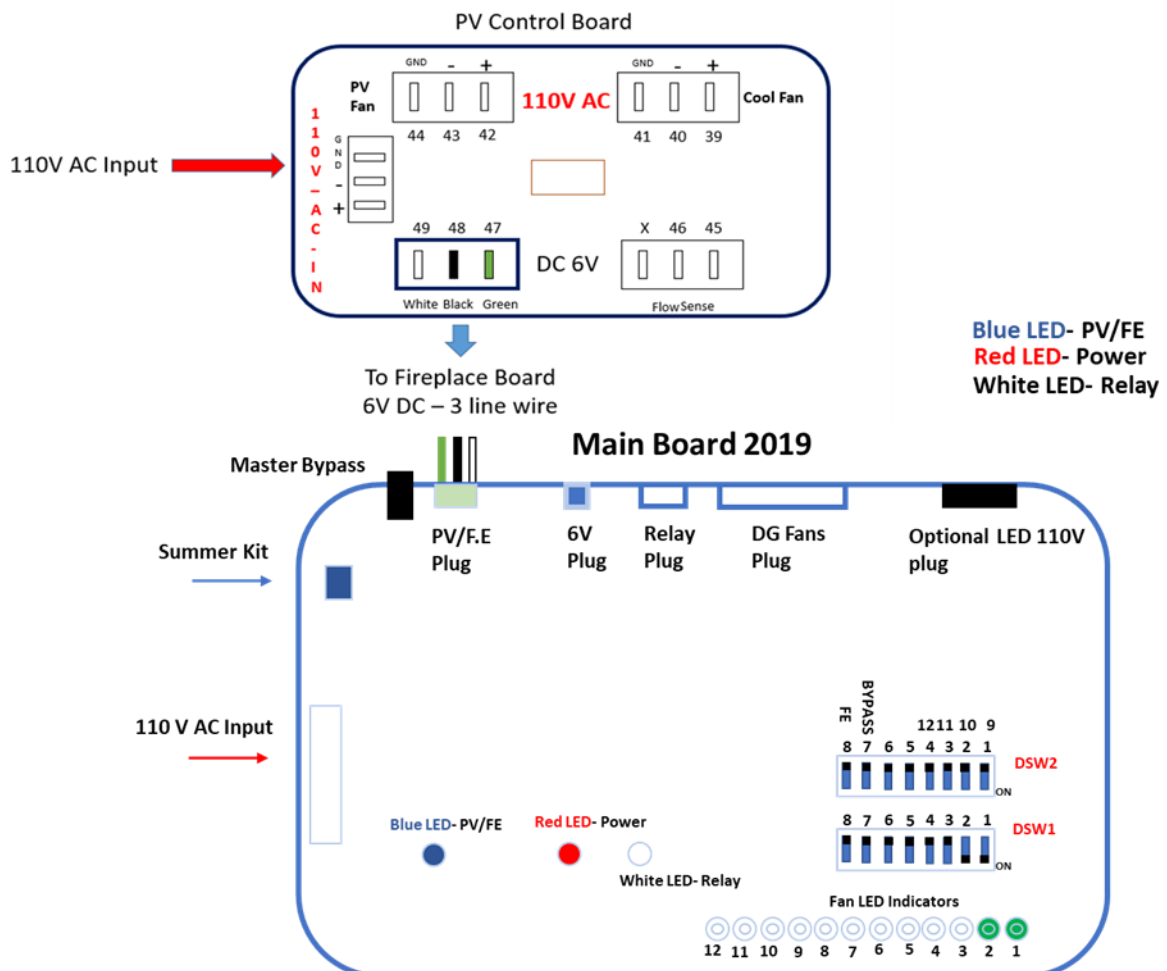 PV Control Board
GND - +
PV Fan
44 43 42
110V AC
GND - +
Cool Fan
41 40 39
110V AC Input
110V-AC-IN
GND
-
+
49 48 47
White Black Green
DC 6V
X 46 45
FlowSense
To Fireplace Board
6V DC – 3 line wire
Blue LED- PV/FE
Red LED- Power
White LED- Relay
Main Board 2019
Master Bypass
PV/F.E
Plug
6V
Plug
Relay
Plug
DG Fans
Plug
Optional LED 110V
plug
Summer Kit
110 V AC Input
FE
BYPASS
12 11 10 9
8 7 6 5 4 3 2 1
DSW2
ON
8 7 6 5 4 3 2 1
DSW1
ON
Blue LED- PV/FE
Red LED- Power
White LED- Relay
Fan LED Indicators
12 11 10 9 8 7 6 5 4 3 2 1